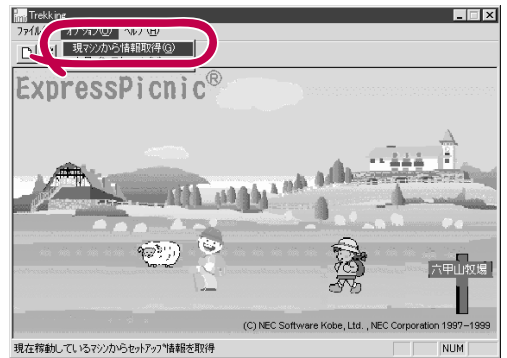 Trekking
ファイル オプション(O) ヘルプ(H)
現マシンから情報取得(G)
ExpressPicnic®
六甲山牧場
(C) NEC Software Kobe, Ltd. , NEC Corporation 1997-1999
現在稼動しているマシンからセットアップ情報を取得
NUM